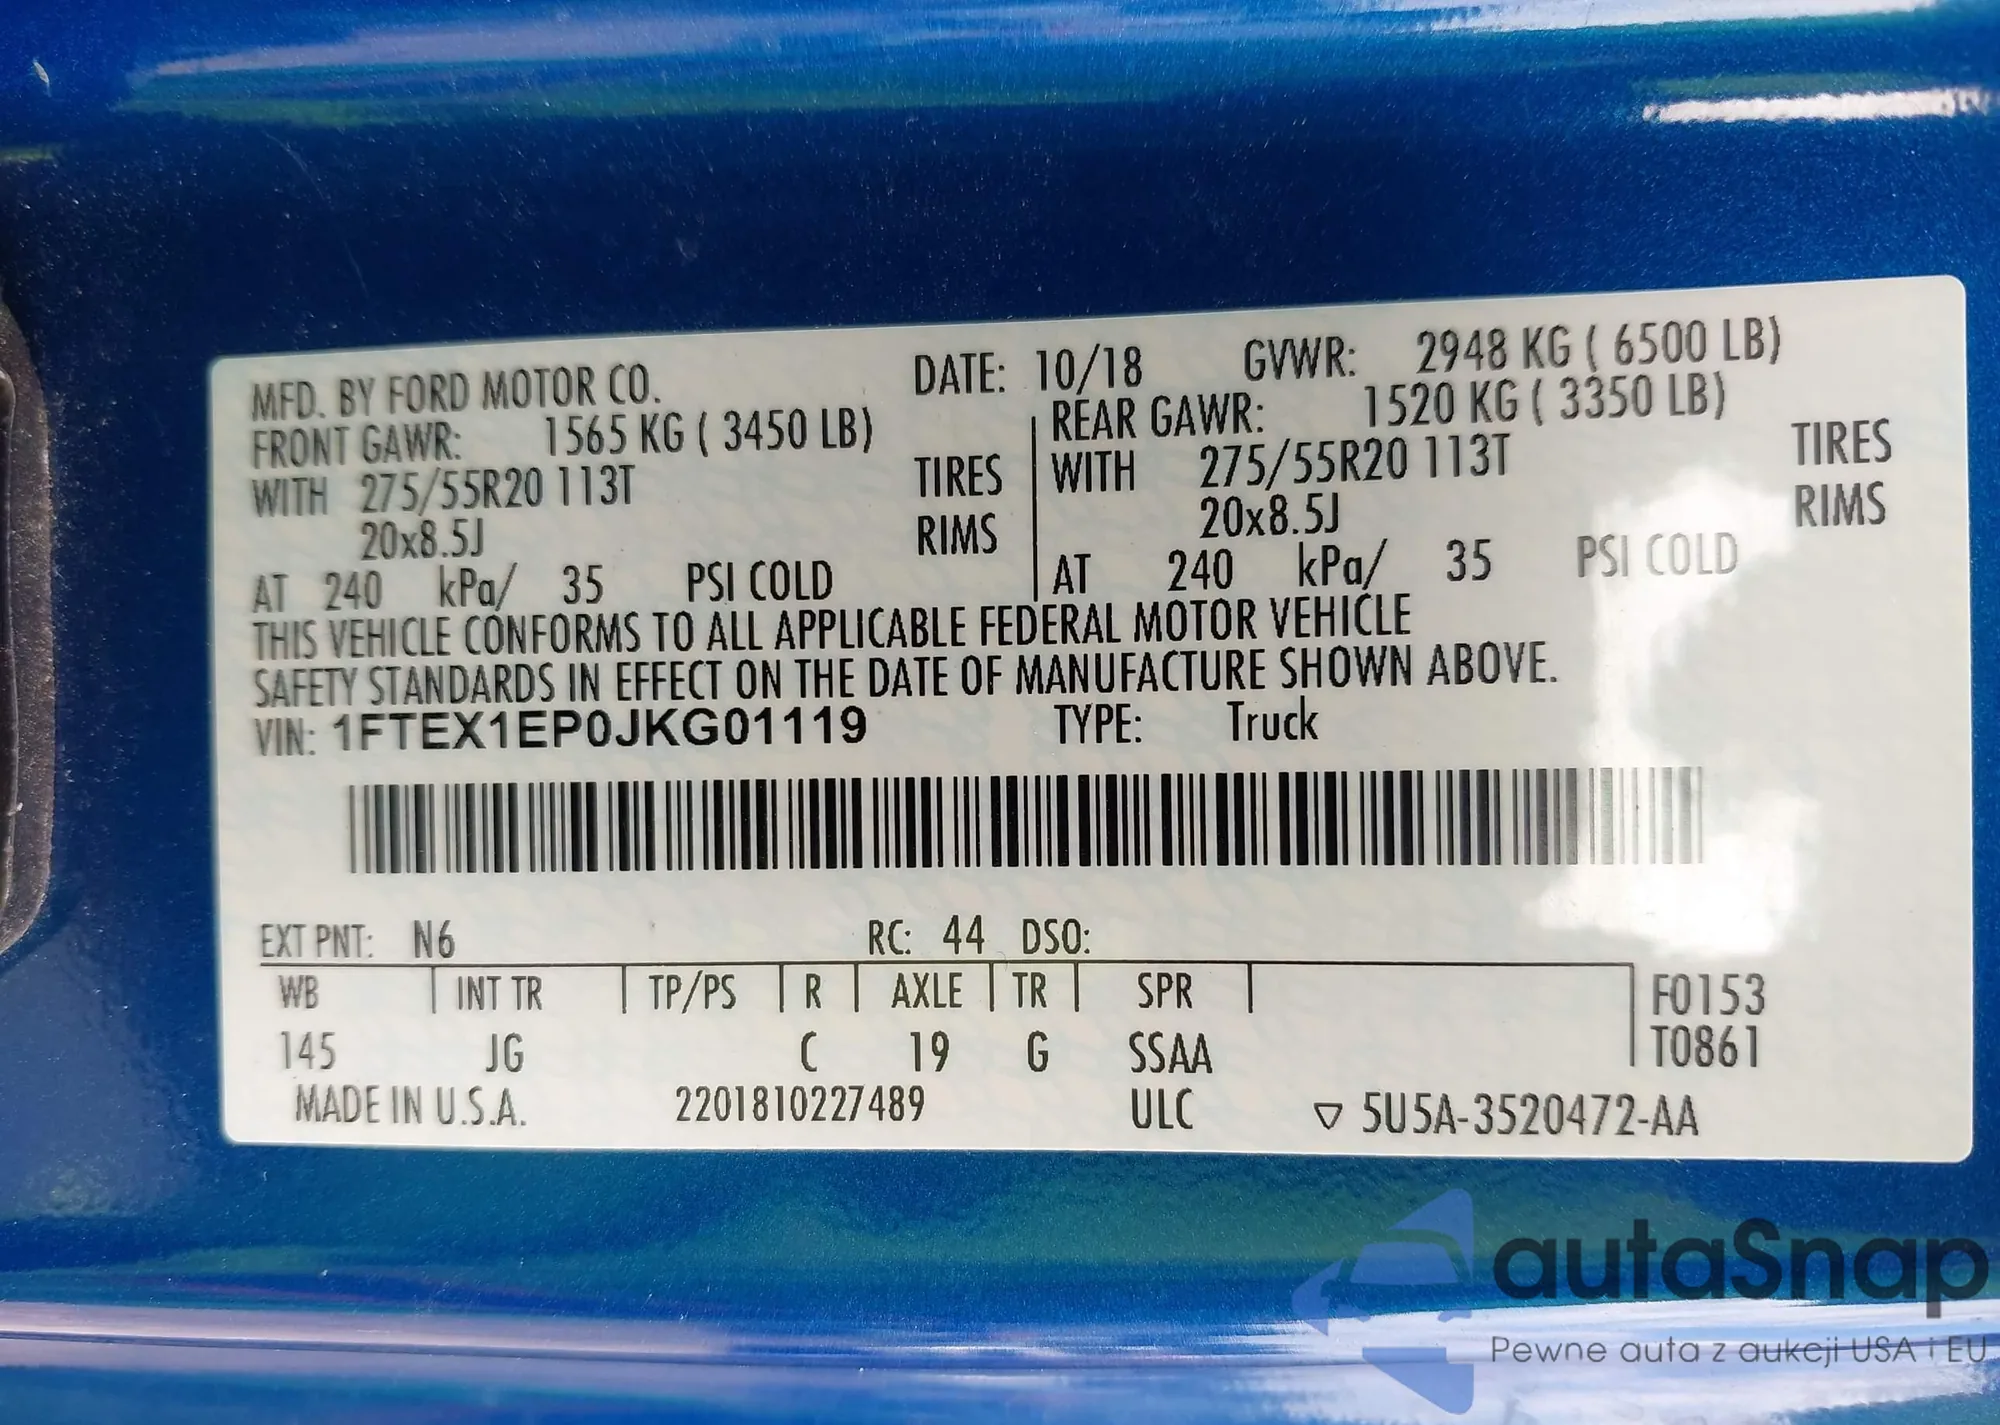 MFD. BY FORD MOTOR CO. DATE: 10/18 GVWR: 2948 KG ( 6500 LB)
FRONT GAWR: 1565 KG ( 3450 LB) REAR GAWR: 1520 KG ( 3350 LB)
WITH 275/55R20 113T TIRES WITH 275/55R20 113T TIRES
20x8.5J RIMS 20x8.5J RIMS
AT 240 kPa/ 35 PSI COLD AT 240 kPa/ 35 PSI COLD
THIS VEHICLE CONFORMS TO ALL APPLICABLE FEDERAL MOTOR VEHICLE
SAFETY STANDARDS IN EFFECT ON THE DATE OF MANUFACTURE SHOWN ABOVE.
VIN: 1FTEX1EP0JKG01119 TYPE: Truck
EXT PNT: N6 RC: 44 DSO:
WB INT TR TP/PS R AXLE TR SPR F0153
145 JG C 19 G SSAA T0861
MADE IN U.S.A. 2201810227489 ULC ▽ 5U5A-3520472-AA
autaSnap
Pewne auta z aukcji USA i EU